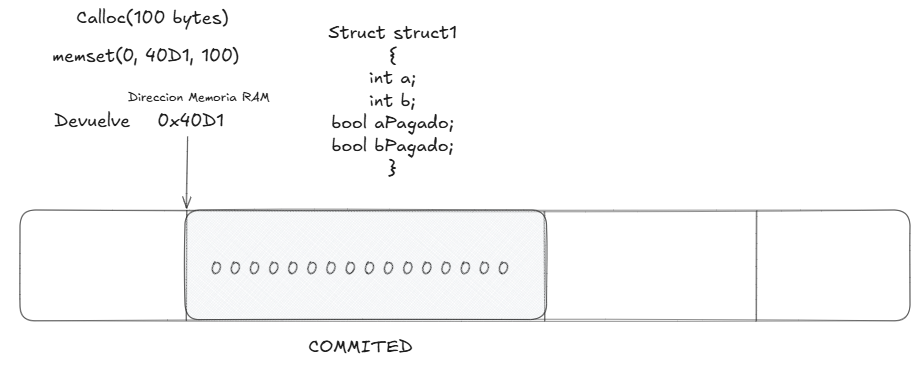 Calloc(100 bytes)
memset(0, 40D1, 100)
Direccion Memoria RAM
Devuelve 0x40D1
Struct struct1
{
int a;
int b;
bool aPagado;
bool bPagado;
}
0 0 0 0 0 0 0 0 0 0 0 0 0 0 0 0
COMMITED